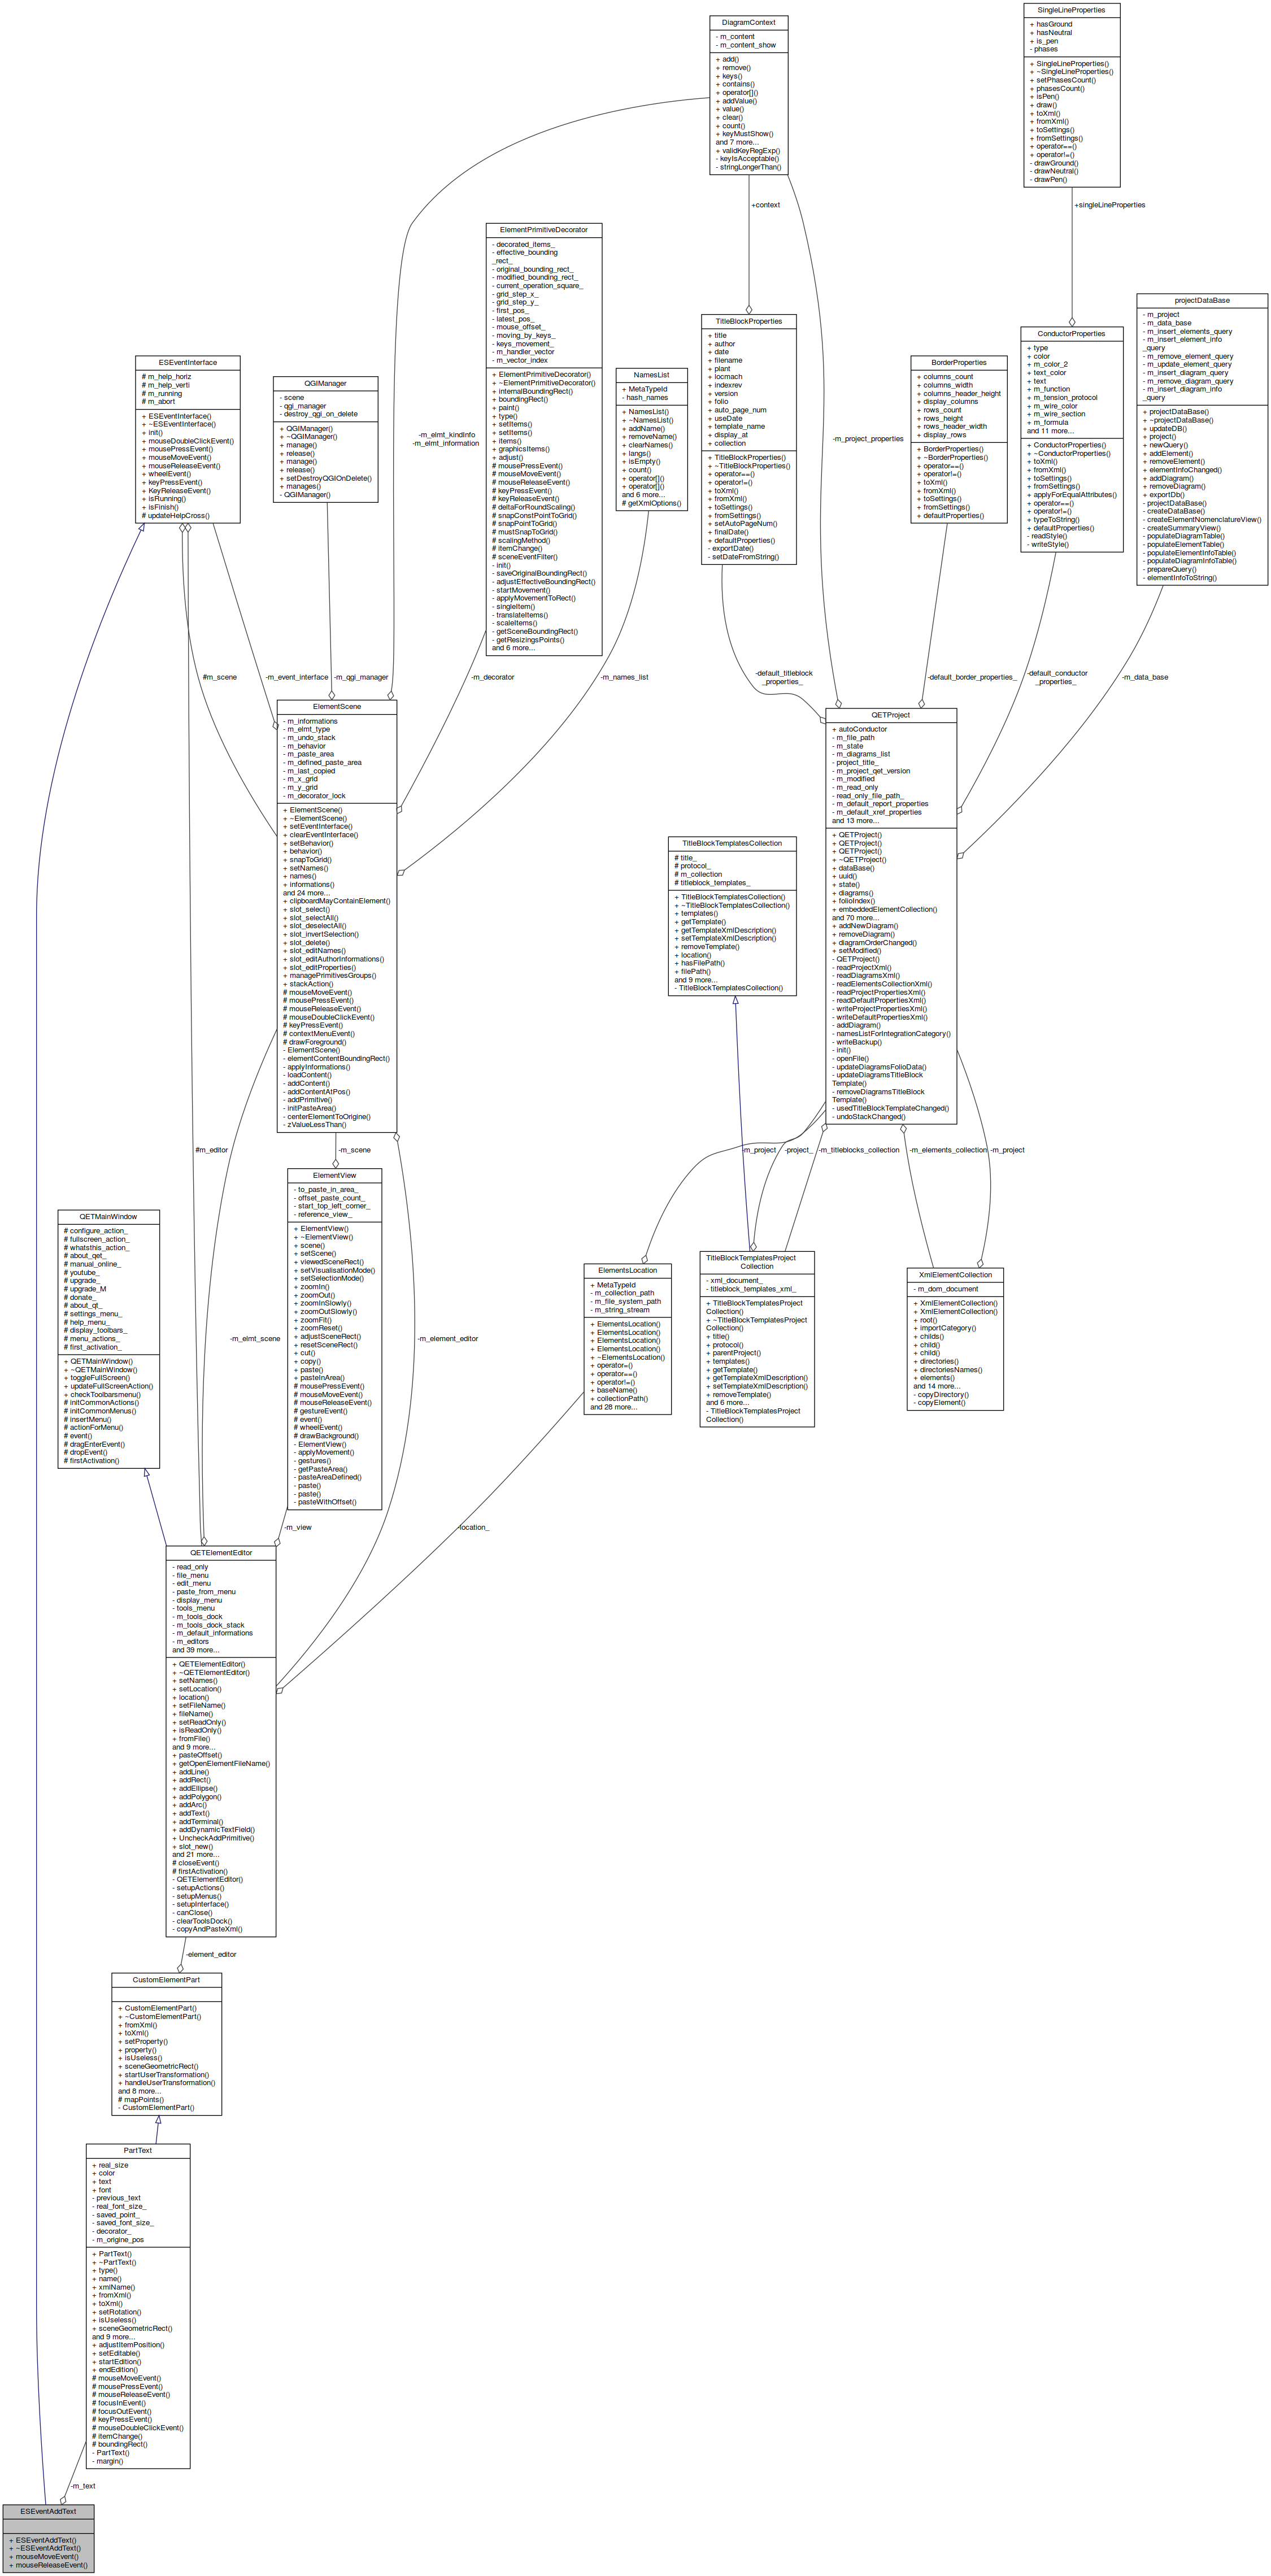 DiagramContext
- m_content
- m_content_show
+ add()
+ remove()
+ keys()
+ contains()
+ operator[]()
+ addValue()
+ value()
+ clear()
+ count()
+ keyMustShow()
and 7 more...
+ validKeyRegExp()
- keyIsAcceptable()
- stringLongerThan()
SingleLineProperties
+ hasGround
+ hasNeutral
+ is_pen
- phases
+ SingleLineProperties()
+ ~SingleLineProperties()
+ setPhasesCount()
+ phasesCount()
+ isPen()
+ draw()
+ toXml()
+ fromXml()
+ toSettings()
+ fromSettings()
+ operator==()
+ operator!=()
- drawGround()
- drawNeutral()
- drawPen()
+context
+singleLineProperties
ElementPrimitiveDecorator
- decorated_items_
- effective_bounding
_rect_
- original_bounding_rect_
- modified_bounding_rect_
- current_operation_square_
- grid_step_x_
- grid_step_y_
- first_pos_
- latest_pos_
- mouse_offset_
- moving_by_keys_
- keys_movement_
- m_handler_vector
- m_vector_index
+ ElementPrimitiveDecorator()
+ ~ElementPrimitiveDecorator()
+ internalBoundingRect()
+ boundingRect()
+ paint()
+ type()
+ setItems()
+ setItems()
+ items()
+ graphicsItems()
+ adjust()
# mousePressEvent()
# mouseMoveEvent()
# mouseReleaseEvent()
# keyPressEvent()
# keyReleaseEvent()
# deltaForRoundScaling()
# snapConstPointToGrid()
# snapPointToGrid()
# mustSnapToGrid()
# scalingMethod()
# itemChange()
# sceneEventFilter()
- init()
- saveOriginalBoundingRect()
- adjustEffectiveBoundingRect()
- startMovement()
- applyMovementToRect()
- singleItem()
- translateItems()
- scaleItems()
- getSceneBoundingRect()
- getResizingsPoints()
and 6 more...
projectDataBase
- m_project
- m_data_base
- m_insert_elements_query
- m_insert_element_info
_query
- m_remove_element_query
- m_update_element_query
- m_insert_diagram_query
- m_remove_diagram_query
- m_insert_diagram_info
_query
+ projectDataBase()
+ ~projectDataBase()
+ updateDB()
+ project()
+ newQuery()
+ addElement()
+ removeElement()
+ elementInfoChanged()
+ addDiagram()
+ removeDiagram()
+ exportDb()
- projectDataBase()
- createDataBase()
- createElementNomenclatureView()
- createSummaryView()
- populateDiagramTable()
- populateElementTable()
- populateElementInfoTable()
- populateDiagramInfoTable()
- prepareQuery()
- elementInfoToString()
TitleBlockProperties
+ title
+ author
+ date
+ filename
+ plant
+ locmach
+ indexrev
+ version
+ folio
+ auto_page_num
+ useDate
+ template_name
+ display_at
+ collection
+ TitleBlockProperties()
+ ~TitleBlockProperties()
+ operator==()
+ operator!=()
+ toXml()
+ fromXml()
+ toSettings()
+ fromSettings()
+ setAutoPageNum()
+ finalDate()
+ defaultProperties()
- exportDate()
- setDateFromString()
ConductorProperties
+ type
+ color
+ m_color_2
+ text_color
+ text
+ m_function
+ m_tension_protocol
+ m_wire_color
+ m_wire_section
+ m_formula
and 11 more...
+ ConductorProperties()
+ ~ConductorProperties()
+ toXml()
+ fromXml()
+ toSettings()
+ fromSettings()
+ applyForEqualAttributes()
+ operator==()
+ operator!=()
+ typeToString()
+ defaultProperties()
- readStyle()
- writeStyle()
ESEventInterface
# m_help_horiz
# m_help_verti
# m_running
# m_abort
+ ESEventInterface()
+ ~ESEventInterface()
+ init()
+ mouseDoubleClickEvent()
+ mousePressEvent()
+ mouseMoveEvent()
+ mouseReleaseEvent()
+ wheelEvent()
+ keyPressEvent()
+ KeyReleaseEvent()
+ isRunning()
+ isFinish()
# updateHelpCross()
BorderProperties
+ columns_count
+ columns_width
+ columns_header_height
+ display_columns
+ rows_count
+ rows_height
+ rows_header_width
+ display_rows
+ BorderProperties()
+ ~BorderProperties()
+ operator==()
+ operator!=()
+ toXml()
+ fromXml()
+ toSettings()
+ fromSettings()
+ defaultProperties()
NamesList
+ MetaTypeId
- hash_names
+ NamesList()
+ ~NamesList()
+ addName()
+ removeName()
+ clearNames()
+ langs()
+ isEmpty()
+ count()
+ operator[]()
+ operator[]()
and 6 more...
# getXmlOptions()
QGIManager
- scene
- qgi_manager
- destroy_qgi_on_delete
+ QGIManager()
+ ~QGIManager()
+ manage()
+ release()
+ manage()
+ release()
+ setDestroyQGIOnDelete()
+ manages()
- QGIManager()
-m_elmt_kindInfo
-m_elmt_information
-m_project_properties
#m_scene
-m_event_interface
-m_qgi_manager
-m_decorator
-m_names_list
-default_titleblock
_properties_
-default_border_properties_
-default_conductor
_properties_
-m_data_base
ElementScene
- m_informations
- m_elmt_type
- m_undo_stack
- m_behavior
- m_paste_area
- m_defined_paste_area
- m_last_copied
- m_x_grid
- m_y_grid
- m_decorator_lock
+ ElementScene()
+ ~ElementScene()
+ setEventInterface()
+ clearEventInterface()
+ setBehavior()
+ behavior()
+ snapToGrid()
+ setNames()
+ names()
+ informations()
and 24 more...
+ clipboardMayContainElement()
+ slot_select()
+ slot_selectAll()
+ slot_deselectAll()
+ slot_invertSelection()
+ slot_delete()
+ slot_editNames()
+ slot_editAuthorInformations()
+ slot_editProperties()
+ managePrimitivesGroups()
+ stackAction()
# mouseMoveEvent()
# mousePressEvent()
# mouseReleaseEvent()
# mouseDoubleClickEvent()
# keyPressEvent()
# contextMenuEvent()
# drawForeground()
- ElementScene()
- elementContentBoundingRect()
- applyInformations()
- loadContent()
- addContent()
- addContentAtPos()
- addPrimitive()
- initPasteArea()
- centerElementToOrigine()
- zValueLessThan()
QETProject
+ autoConductor
- m_file_path
- m_state
- m_diagrams_list
- project_title_
- m_project_qet_version
- m_modified
- m_read_only
- read_only_file_path_
- m_default_report_properties
- m_default_xref_properties
and 13 more...
+ QETProject()
+ QETProject()
+ QETProject()
+ ~QETProject()
+ dataBase()
+ uuid()
+ state()
+ diagrams()
+ folioIndex()
+ embeddedElementCollection()
and 70 more...
+ addNewDiagram()
+ removeDiagram()
+ diagramOrderChanged()
+ setModified()
- QETProject()
- readProjectXml()
- readDiagramsXml()
- readElementsCollectionXml()
- readProjectPropertiesXml()
- readDefaultPropertiesXml()
- writeProjectPropertiesXml()
- writeDefaultPropertiesXml()
- addDiagram()
- namesListForIntegrationCategory()
- writeBackup()
- init()
- openFile()
- updateDiagramsFolioData()
- updateDiagramsTitleBlock
Template()
- removeDiagramsTitleBlock
Template()
- usedTitleBlockTemplateChanged()
- undoStackChanged()
TitleBlockTemplatesCollection
# title_
# protocol_
# m_collection
# titleblock_templates_
+ TitleBlockTemplatesCollection()
+ ~TitleBlockTemplatesCollection()
+ templates()
+ getTemplate()
+ getTemplateXmlDescription()
+ setTemplateXmlDescription()
+ removeTemplate()
+ location()
+ hasFilePath()
+ filePath()
and 9 more...
- TitleBlockTemplatesCollection()
#m_editor
-m_scene
-m_project
-project_
-m_titleblocks_collection
-m_elements_collection
-m_project
ElementView
- to_paste_in_area_
- offset_paste_count_
- start_top_left_corner_
- reference_view_
+ ElementView()
+ ~ElementView()
+ scene()
+ setScene()
+ viewedSceneRect()
+ setVisualisationMode()
+ setSelectionMode()
+ zoomIn()
+ zoomOut()
+ zoomInSlowly()
+ zoomOutSlowly()
+ zoomFit()
+ zoomReset()
+ adjustSceneRect()
+ resetSceneRect()
+ cut()
+ copy()
+ paste()
+ pasteInArea()
# mousePressEvent()
# mouseMoveEvent()
# mouseReleaseEvent()
# gestureEvent()
# event()
# wheelEvent()
# drawBackground()
- ElementView()
- applyMovement()
- gestures()
- getPasteArea()
- pasteAreaDefined()
- paste()
- paste()
- pasteWithOffset()
QETMainWindow
# configure_action_
# fullscreen_action_
# whatsthis_action_
# about_qet_
# manual_online_
# youtube_
# upgrade_
# upgrade_M
# donate_
# about_qt_
# settings_menu_
# help_menu_
# display_toolbars_
# menu_actions_
# first_activation_
+ QETMainWindow()
+ ~QETMainWindow()
+ toggleFullScreen()
+ updateFullScreenAction()
+ checkToolbarsmenu()
# initCommonActions()
# initCommonMenus()
# insertMenu()
# actionForMenu()
# event()
# dragEnterEvent()
# dropEvent()
# firstActivation()
TitleBlockTemplatesProject
Collection
- xml_document_
- titleblock_templates_xml_
+ TitleBlockTemplatesProject
Collection()
+ ~TitleBlockTemplatesProject
Collection()
+ title()
+ protocol()
+ parentProject()
+ templates()
+ getTemplate()
+ getTemplateXmlDescription()
+ setTemplateXmlDescription()
+ removeTemplate()
and 6 more...
- TitleBlockTemplatesProject
Collection()
ElementsLocation
+ MetaTypeId
- m_collection_path
- m_file_system_path
- m_string_stream
+ ElementsLocation()
+ ElementsLocation()
+ ElementsLocation()
+ ElementsLocation()
+ ~ElementsLocation()
+ operator=()
+ operator==()
+ operator!=()
+ baseName()
+ collectionPath()
and 28 more...
XmlElementCollection
- m_dom_document
+ XmlElementCollection()
+ XmlElementCollection()
+ root()
+ importCategory()
+ childs()
+ child()
+ child()
+ directories()
+ directoriesNames()
+ elements()
and 14 more...
- copyDirectory()
- copyElement()
-m_elmt_scene
-m_element_editor
-m_view
-location_
QETElementEditor
- read_only
- file_menu
- edit_menu
- paste_from_menu
- display_menu
- tools_menu
- m_tools_dock
- m_tools_dock_stack
- m_default_informations
- m_editors
and 39 more...
+ QETElementEditor()
+ ~QETElementEditor()
+ setNames()
+ setLocation()
+ location()
+ setFileName()
+ fileName()
+ setReadOnly()
+ isReadOnly()
+ fromFile()
and 9 more...
+ pasteOffset()
+ getOpenElementFileName()
+ addLine()
+ addRect()
+ addEllipse()
+ addPolygon()
+ addArc()
+ addText()
+ addTerminal()
+ addDynamicTextField()
+ UncheckAddPrimitive()
+ slot_new()
and 21 more...
# closeEvent()
# firstActivation()
- QETElementEditor()
- setupActions()
- setupMenus()
- setupInterface()
- canClose()
- clearToolsDock()
- copyAndPasteXml()
-element_editor
CustomElementPart
+ CustomElementPart()
+ ~CustomElementPart()
+ fromXml()
+ toXml()
+ setProperty()
+ property()
+ isUseless()
+ sceneGeometricRect()
+ startUserTransformation()
+ handleUserTransformation()
and 8 more...
# mapPoints()
- CustomElementPart()
PartText
+ real_size
+ color
+ text
+ font
- previous_text
- real_font_size_
- saved_point_
- saved_font_size_
- decorator_
- m_origine_pos
+ PartText()
+ ~PartText()
+ type()
+ name()
+ xmlName()
+ fromXml()
+ toXml()
+ setRotation()
+ isUseless()
+ sceneGeometricRect()
and 9 more...
+ adjustItemPosition()
+ setEditable()
+ startEdition()
+ endEdition()
# mouseMoveEvent()
# mousePressEvent()
# mouseReleaseEvent()
# focusInEvent()
# focusOutEvent()
# keyPressEvent()
# mouseDoubleClickEvent()
# itemChange()
# boundingRect()
- PartText()
- margin()
-m_text
ESEventAddText
+ ESEventAddText()
+ ~ESEventAddText()
+ mouseMoveEvent()
+ mouseReleaseEvent()